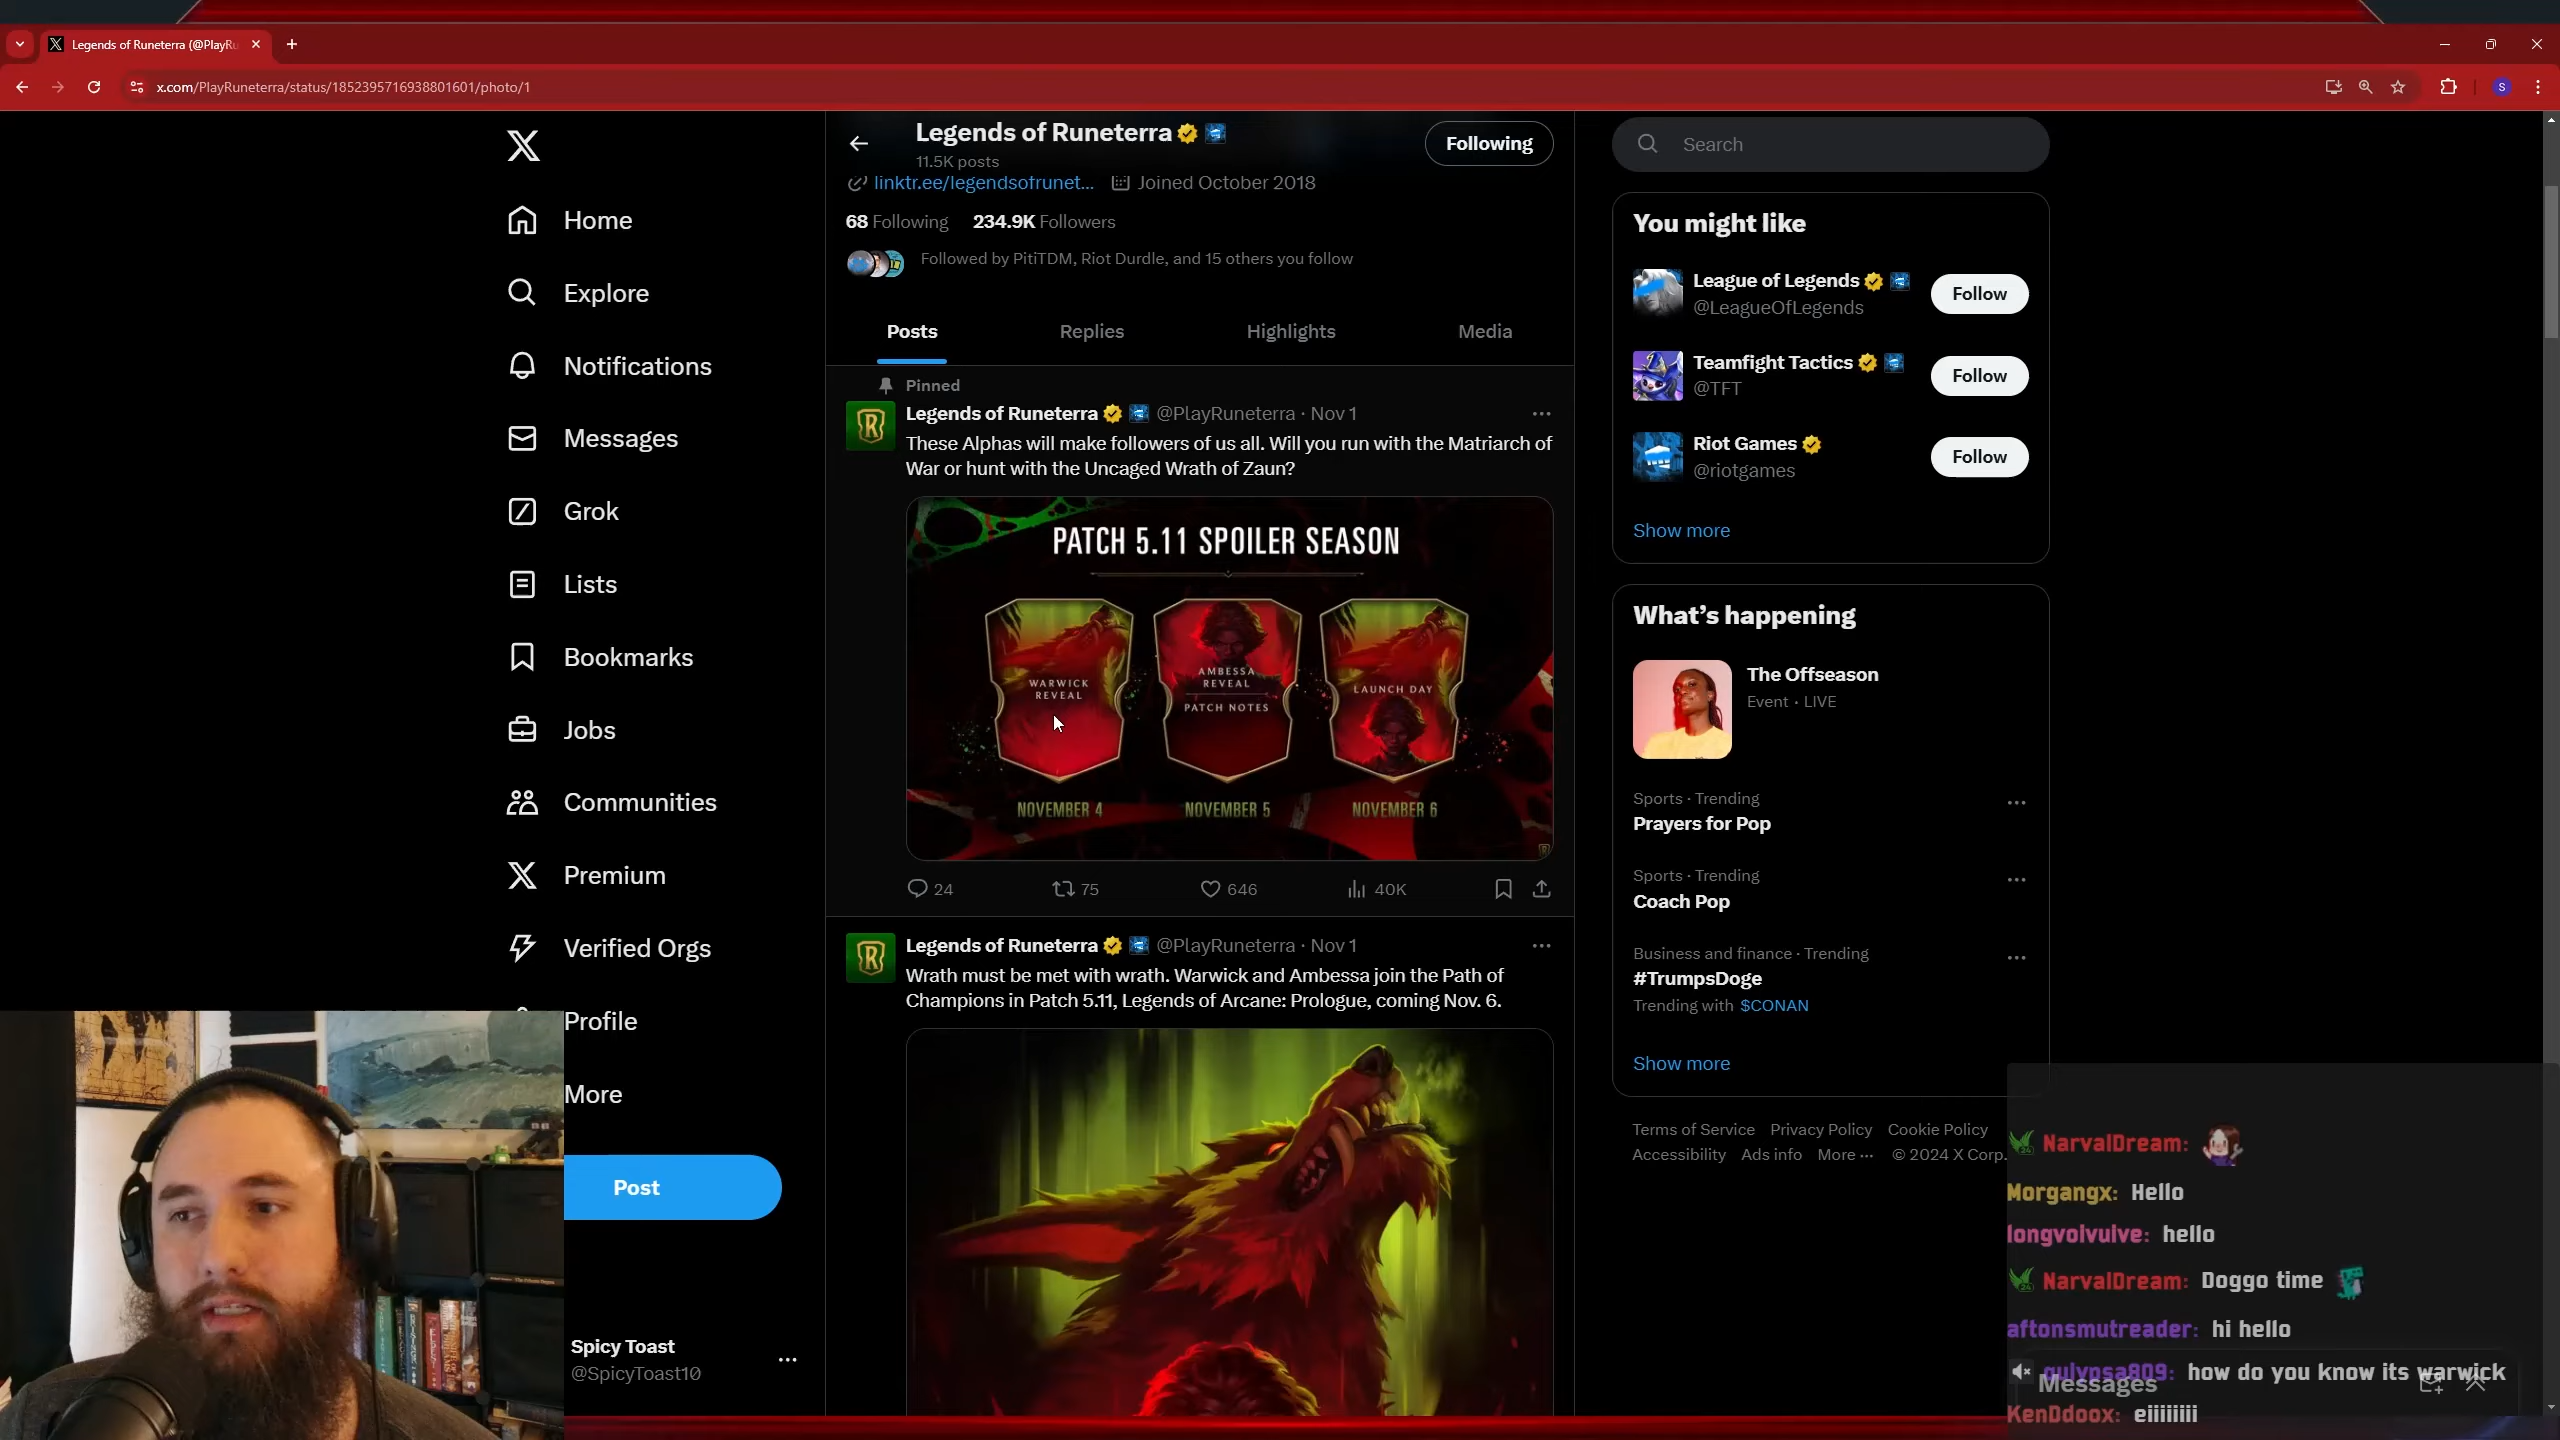 Legends of Runeterra (@PlayRu
x.com/PlayRuneterra/status/1852395716938801601/photo/1
Home
Explore
Notifications
Messages
Grok
Lists
Bookmarks
Jobs
Communities
Premium
Verified Orgs
Profile
More
Post
Spicy Toast
@SpicyToast10
Legends of Runeterra
11.5K posts
Following
linktr.ee/legendsofrunet... Joined October 2018
68 Following 234.9K Followers
Followed by PitiTDM, Riot Durdle, and 15 others you follow
Posts Replies Highlights Media
Pinned
Legends of Runeterra @PlayRuneterra · Nov 1
These Alphas will make followers of us all. Will you run with the Matriarch of
War or hunt with the Uncaged Wrath of Zaun?
PATCH 5.11 SPOILER SEASON
WARWICK
REVEAL
NOVEMBER 4
AMBESSA
REVEAL
PATCH NOTES
NOVEMBER 5
LAUNCH DAY
NOVEMBER 6
24 75 646 40K
Legends of Runeterra @PlayRuneterra · Nov 1
Wrath must be met with wrath. Warwick and Ambessa join the Path of
Champions in Patch 5.11, Legends of Arcane: Prologue, coming Nov. 6.
Search
You might like
League of Legends
@LeagueOfLegends
Follow
Teamfight Tactics
@TFT
Follow
Riot Games
@riotgames
Follow
Show more
What's happening
The Offseason
Event · LIVE
Sports · Trending
Prayers for Pop
Sports · Trending
Coach Pop
Business and finance · Trending
#TrumpsDoge
Trending with $CONAN
Show more
Terms of Service Privacy Policy Cookie Policy
Accessibility Ads info More ··· © 2024 X Corp.
NarvalDream:
Morgangx: Hello
longvolvulve: hello
NarvalDream: Doggo time
aftonsmutreader: hi hello
how do you know its warwick
Messages
KenDdoox: eiiiiiiii